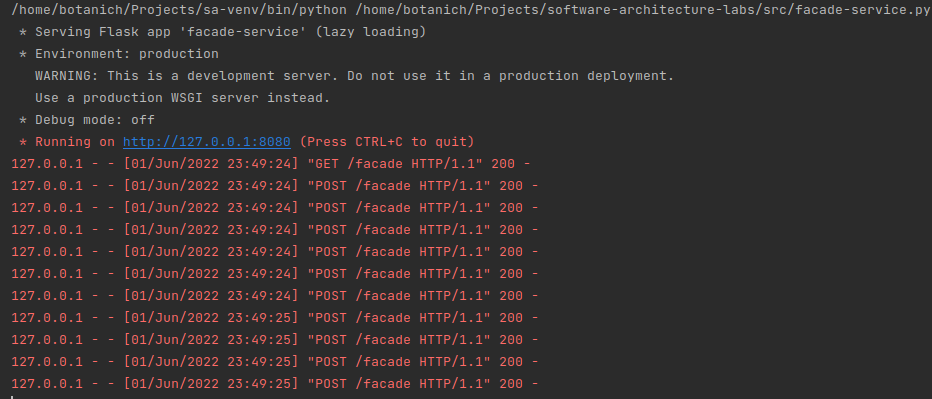 /home/botanich/Projects/sa-venv/bin/python /home/botanich/Projects/software-architecture-labs/src/facade-service.py
 * Serving Flask app 'facade-service' (lazy loading)
 * Environment: production
   WARNING: This is a development server. Do not use it in a production deployment.
   Use a production WSGI server instead.
 * Debug mode: off
 * Running on http://127.0.0.1:8080 (Press CTRL+C to quit)
127.0.0.1 - - [01/Jun/2022 23:49:24] "GET /facade HTTP/1.1" 200 -
127.0.0.1 - - [01/Jun/2022 23:49:24] "POST /facade HTTP/1.1" 200 -
127.0.0.1 - - [01/Jun/2022 23:49:24] "POST /facade HTTP/1.1" 200 -
127.0.0.1 - - [01/Jun/2022 23:49:24] "POST /facade HTTP/1.1" 200 -
127.0.0.1 - - [01/Jun/2022 23:49:24] "POST /facade HTTP/1.1" 200 -
127.0.0.1 - - [01/Jun/2022 23:49:24] "POST /facade HTTP/1.1" 200 -
127.0.0.1 - - [01/Jun/2022 23:49:24] "POST /facade HTTP/1.1" 200 -
127.0.0.1 - - [01/Jun/2022 23:49:25] "POST /facade HTTP/1.1" 200 -
127.0.0.1 - - [01/Jun/2022 23:49:25] "POST /facade HTTP/1.1" 200 -
127.0.0.1 - - [01/Jun/2022 23:49:25] "POST /facade HTTP/1.1" 200 -
127.0.0.1 - - [01/Jun/2022 23:49:25] "POST /facade HTTP/1.1" 200 -